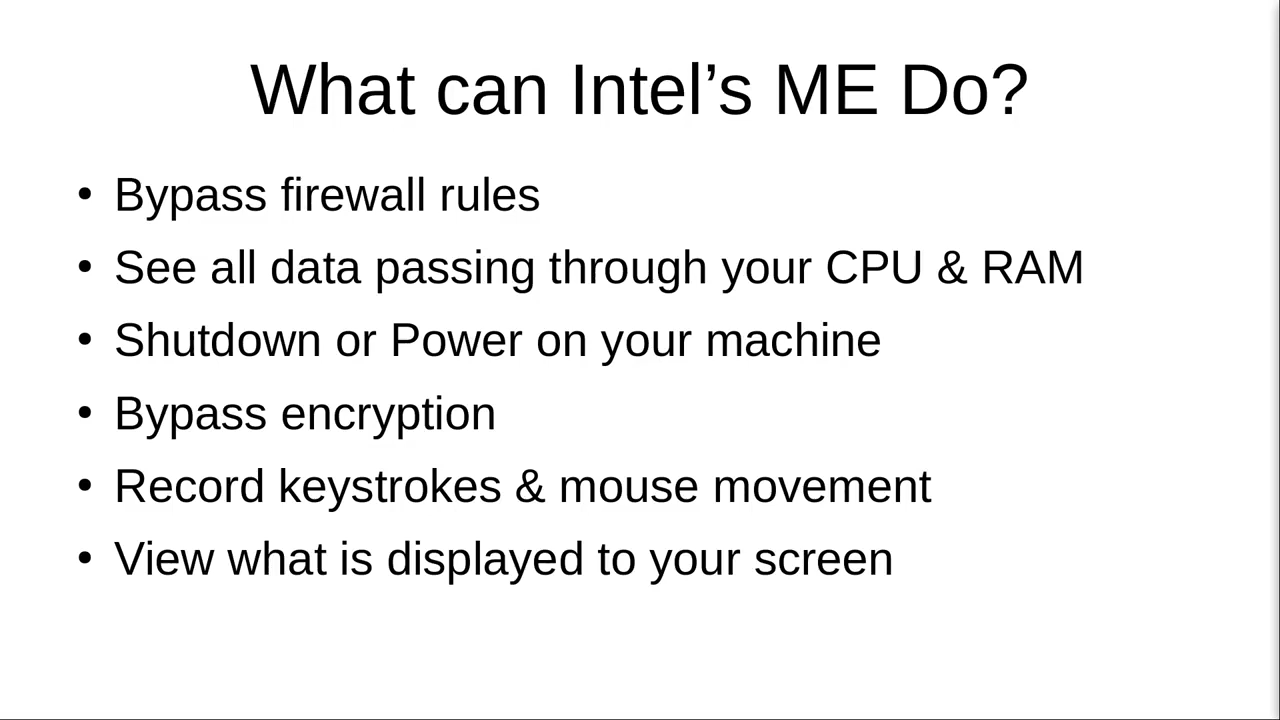 What can Intel’s ME Do?
• Bypass firewall rules
• See all data passing through your CPU & RAM
• Shutdown or Power on your machine
• Bypass encryption
• Record keystrokes & mouse movement
• View what is displayed to your screen